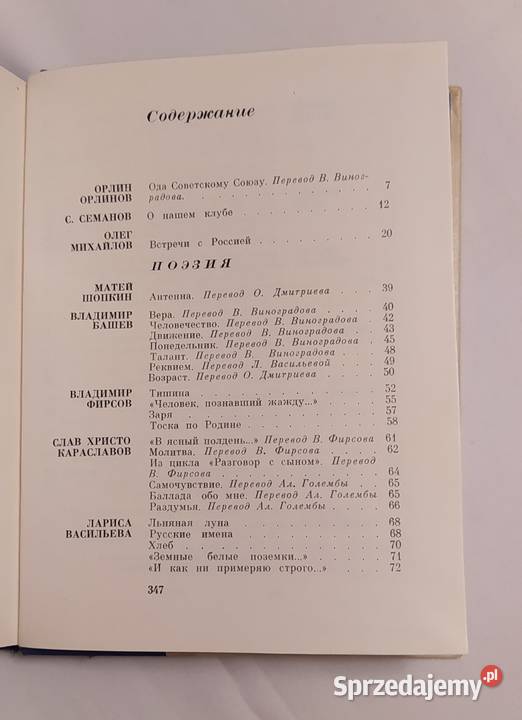 Содержание
ОРЛИН Ода Советскому Союзу. Перевод В. Вино-
ОРЛИНОВ градова. 7
С. СЕМАНОВ О нашем клубе 12
ОЛЕГ
МИХАЙЛОВ Встречи с Россией 20
ПОЭЗИЯ
МАТЕЙ
ШОПКИН Антенна. Перевод О. Дмитриева 39
ВЛАДИМИР Вера. Перевод В. Виноградова 40
БАШЕВ Человечество. Перевод В. Виноградова 42
Движение. Перевод В. Виноградова 43
Понедельник. Перевод В. Виноградова 45
Талант. Перевод В. Виноградова 48
Реквием. Перевод Л. Васильевой 49
Возраст. Перевод О. Дмитриева 50
ВЛАДИМИР Тишина 52
ФИРСОВ «Человек, познавший жажду...» 55
Заря 57
Тоска по Родине 58
СЛАВ ХРИСТО «В ясный полдень...» Перевод В. Фирсова 61
КАРАСЛАВОВ Молитва. Перевод В. Фирсова 62
Из цикла «Разговор с сыном». Перевод
В. Фирсова 64
Самочувствие. Перевод Ал. Голембы 65
Баллада обо мне. Перевод Ал. Голембы 65
Раздумья. Перевод Ал. Голембы 66
ЛАРИСА Льняная луна 68
ВАСИЛЬЕВА Русские имена 68
Хлеб 70
«Земные белые поземки...» 71
«И как ни примеряю строго...» 72
347
Sprzedajemy.pl